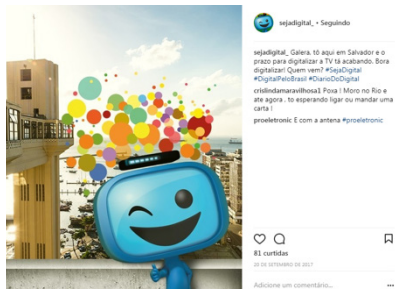 sejadigital_ • Seguindo
sejadigital_ Galera, tô aqui em Salvador e o
prazo para digitalizar a TV tá acabando. Bora
digitalizar! Quem vem? #SejaDigital
#DigitalPeloBrasil #DiarioDoDigital
crislindamaravilhosa1 Poxa ! Moro no Rio e
ate agora . to esperando ligar ou mandar uma
carta !
proeletronic E com a antena #proeletronic
81 curtidas
20 DE SETEMBRO DE 2017
Adicione um comentário...